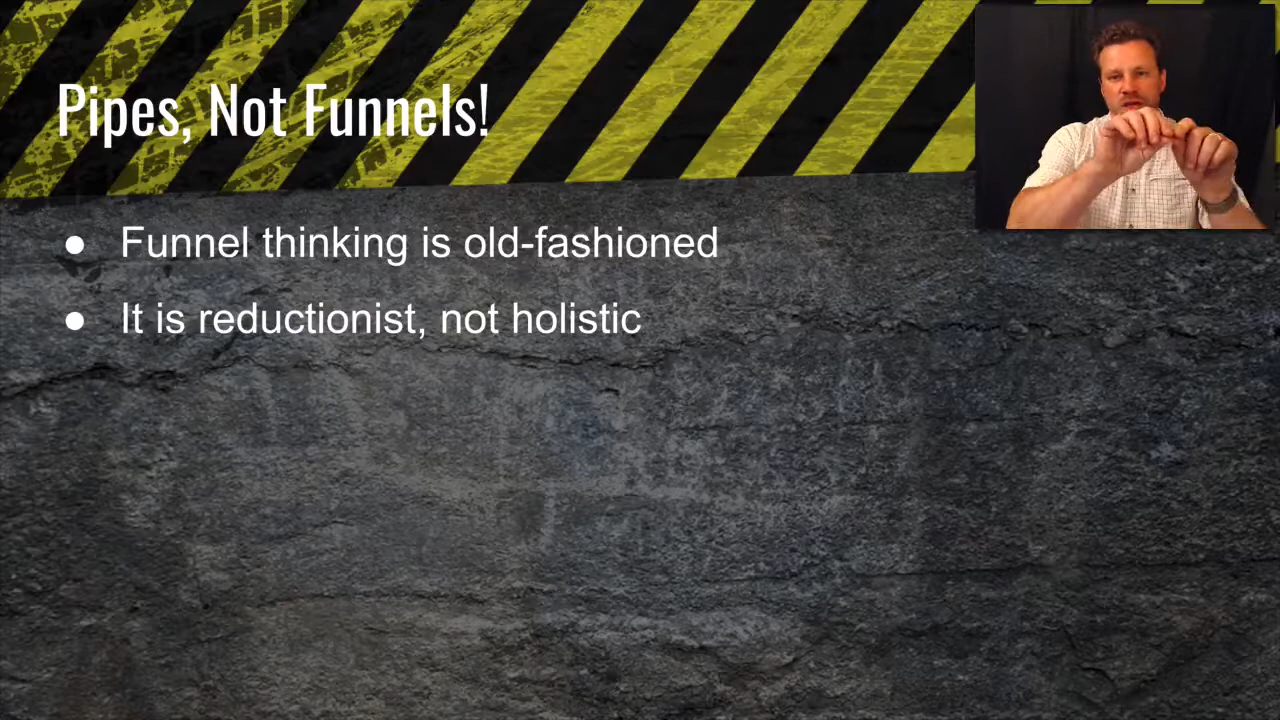 Pipes, Not Funnels!
● Funnel thinking is old-fashioned
● It is reductionist, not holistic